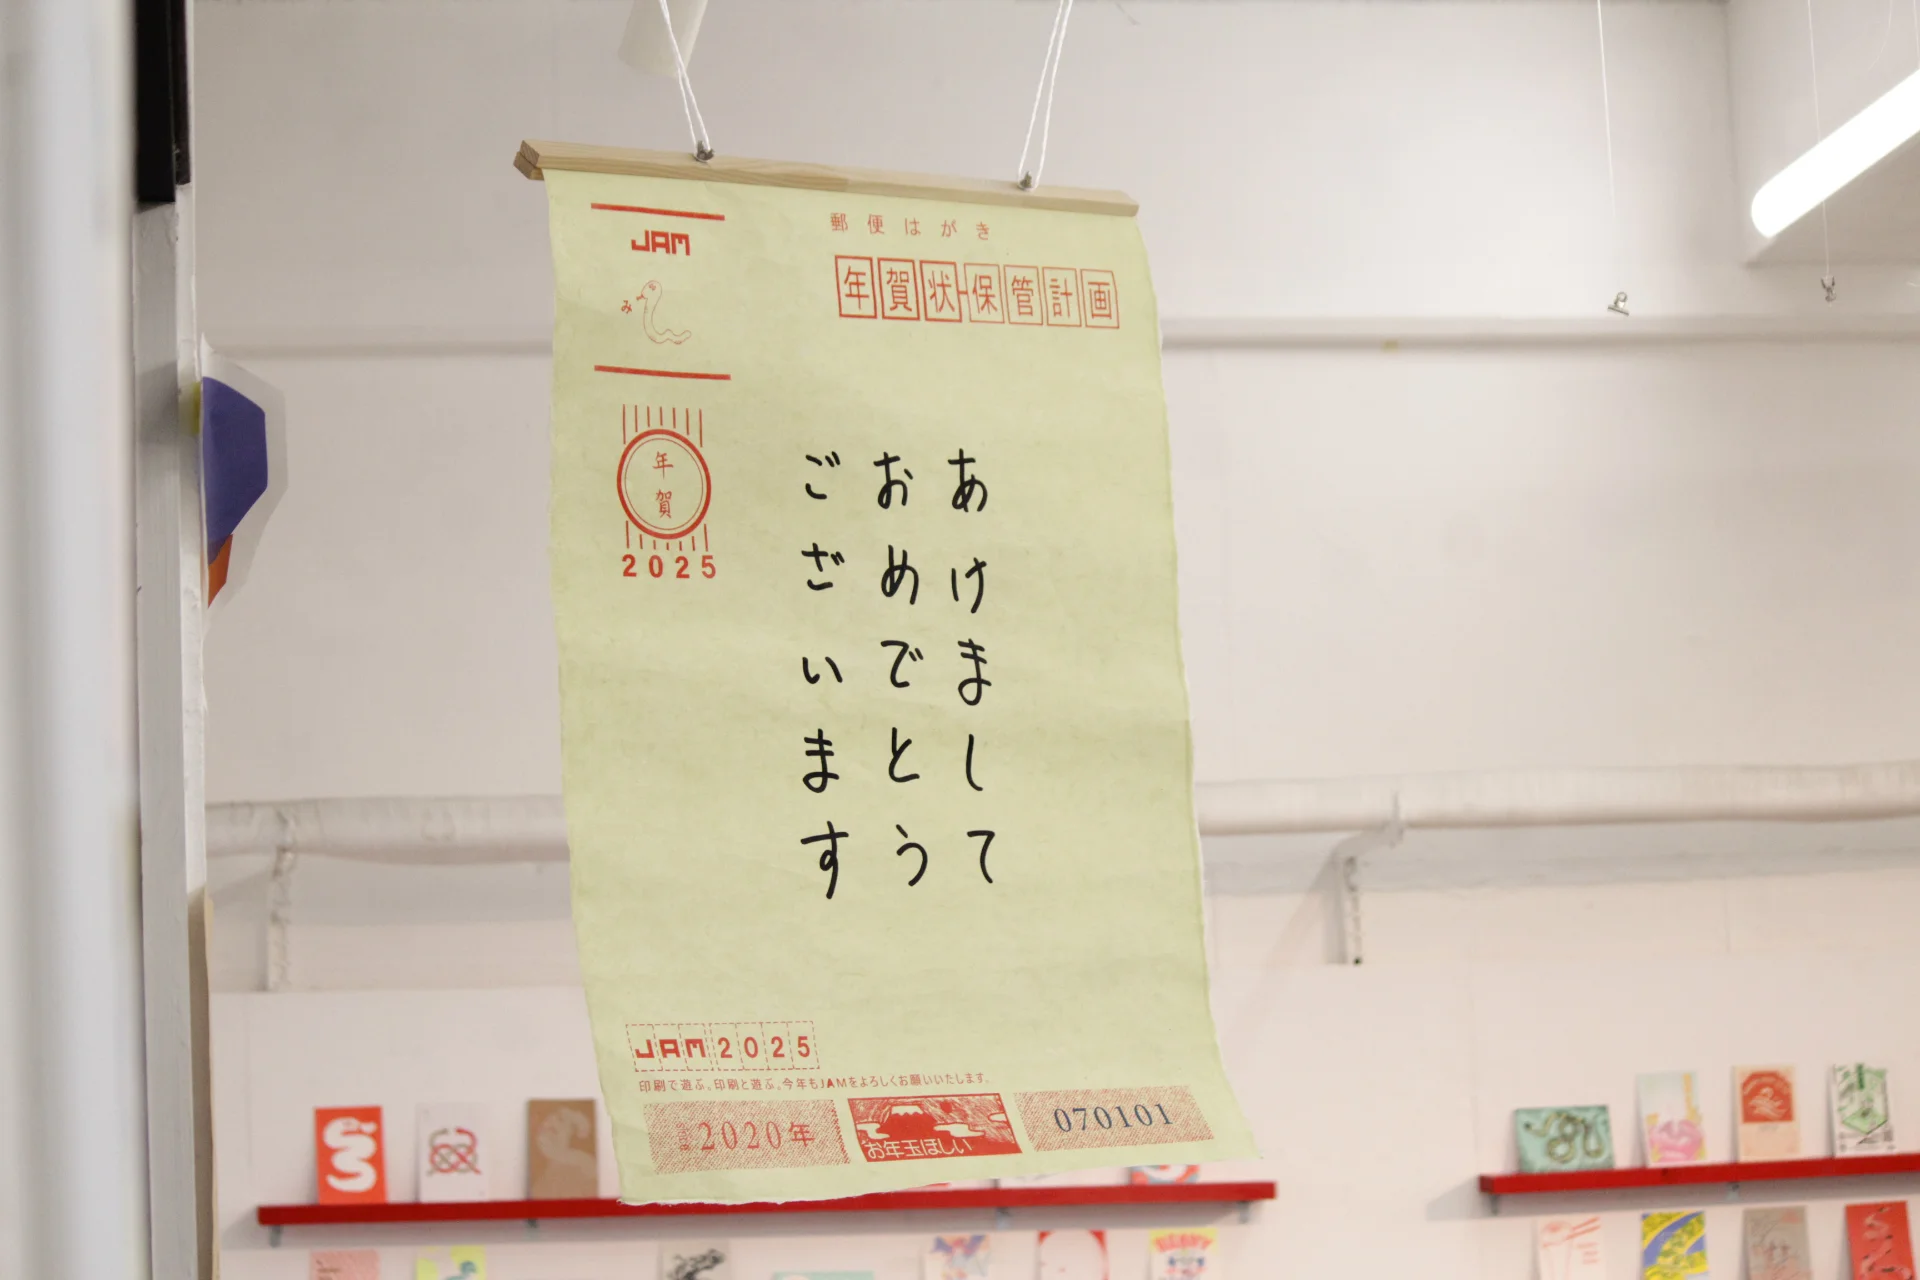 郵便はがき
年賀状-保管計画
JAM
み
年賀
2025
あけまして
おめでとう
ございます
JAM2025
印刷で遊ぶ。印刷と遊ぶ。今年もJAMをよろしくお願いいたします。
2020年
お年玉ほしい
070101